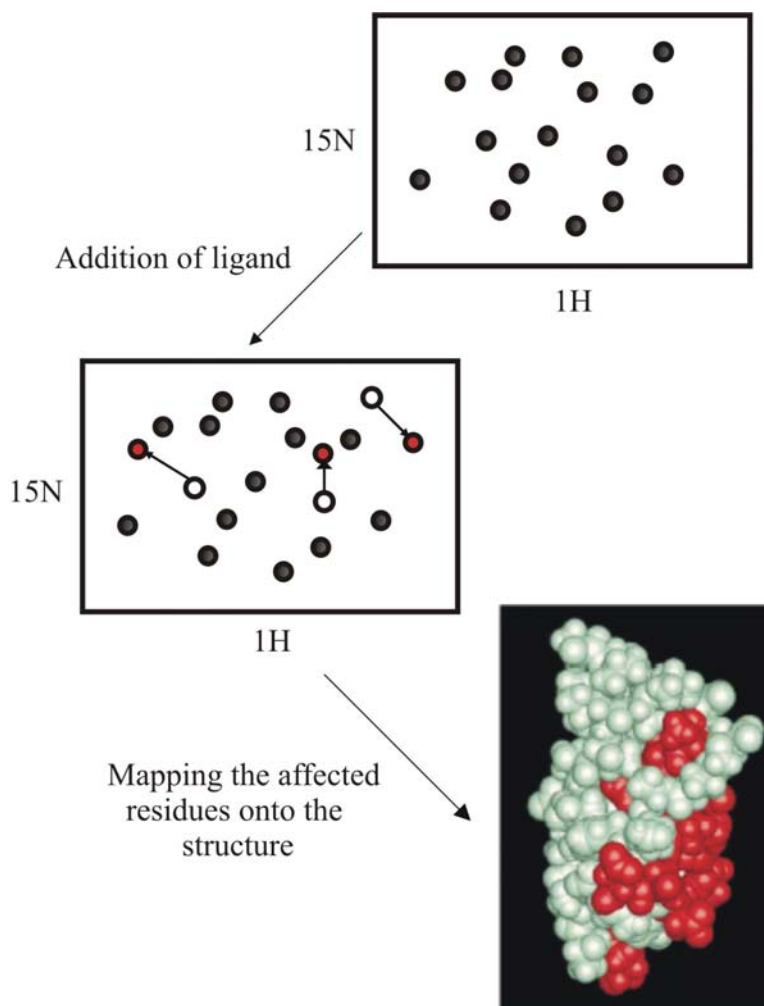 15N
1H
Addition of ligand
15N
1H
Mapping the affected
residues onto the
structure